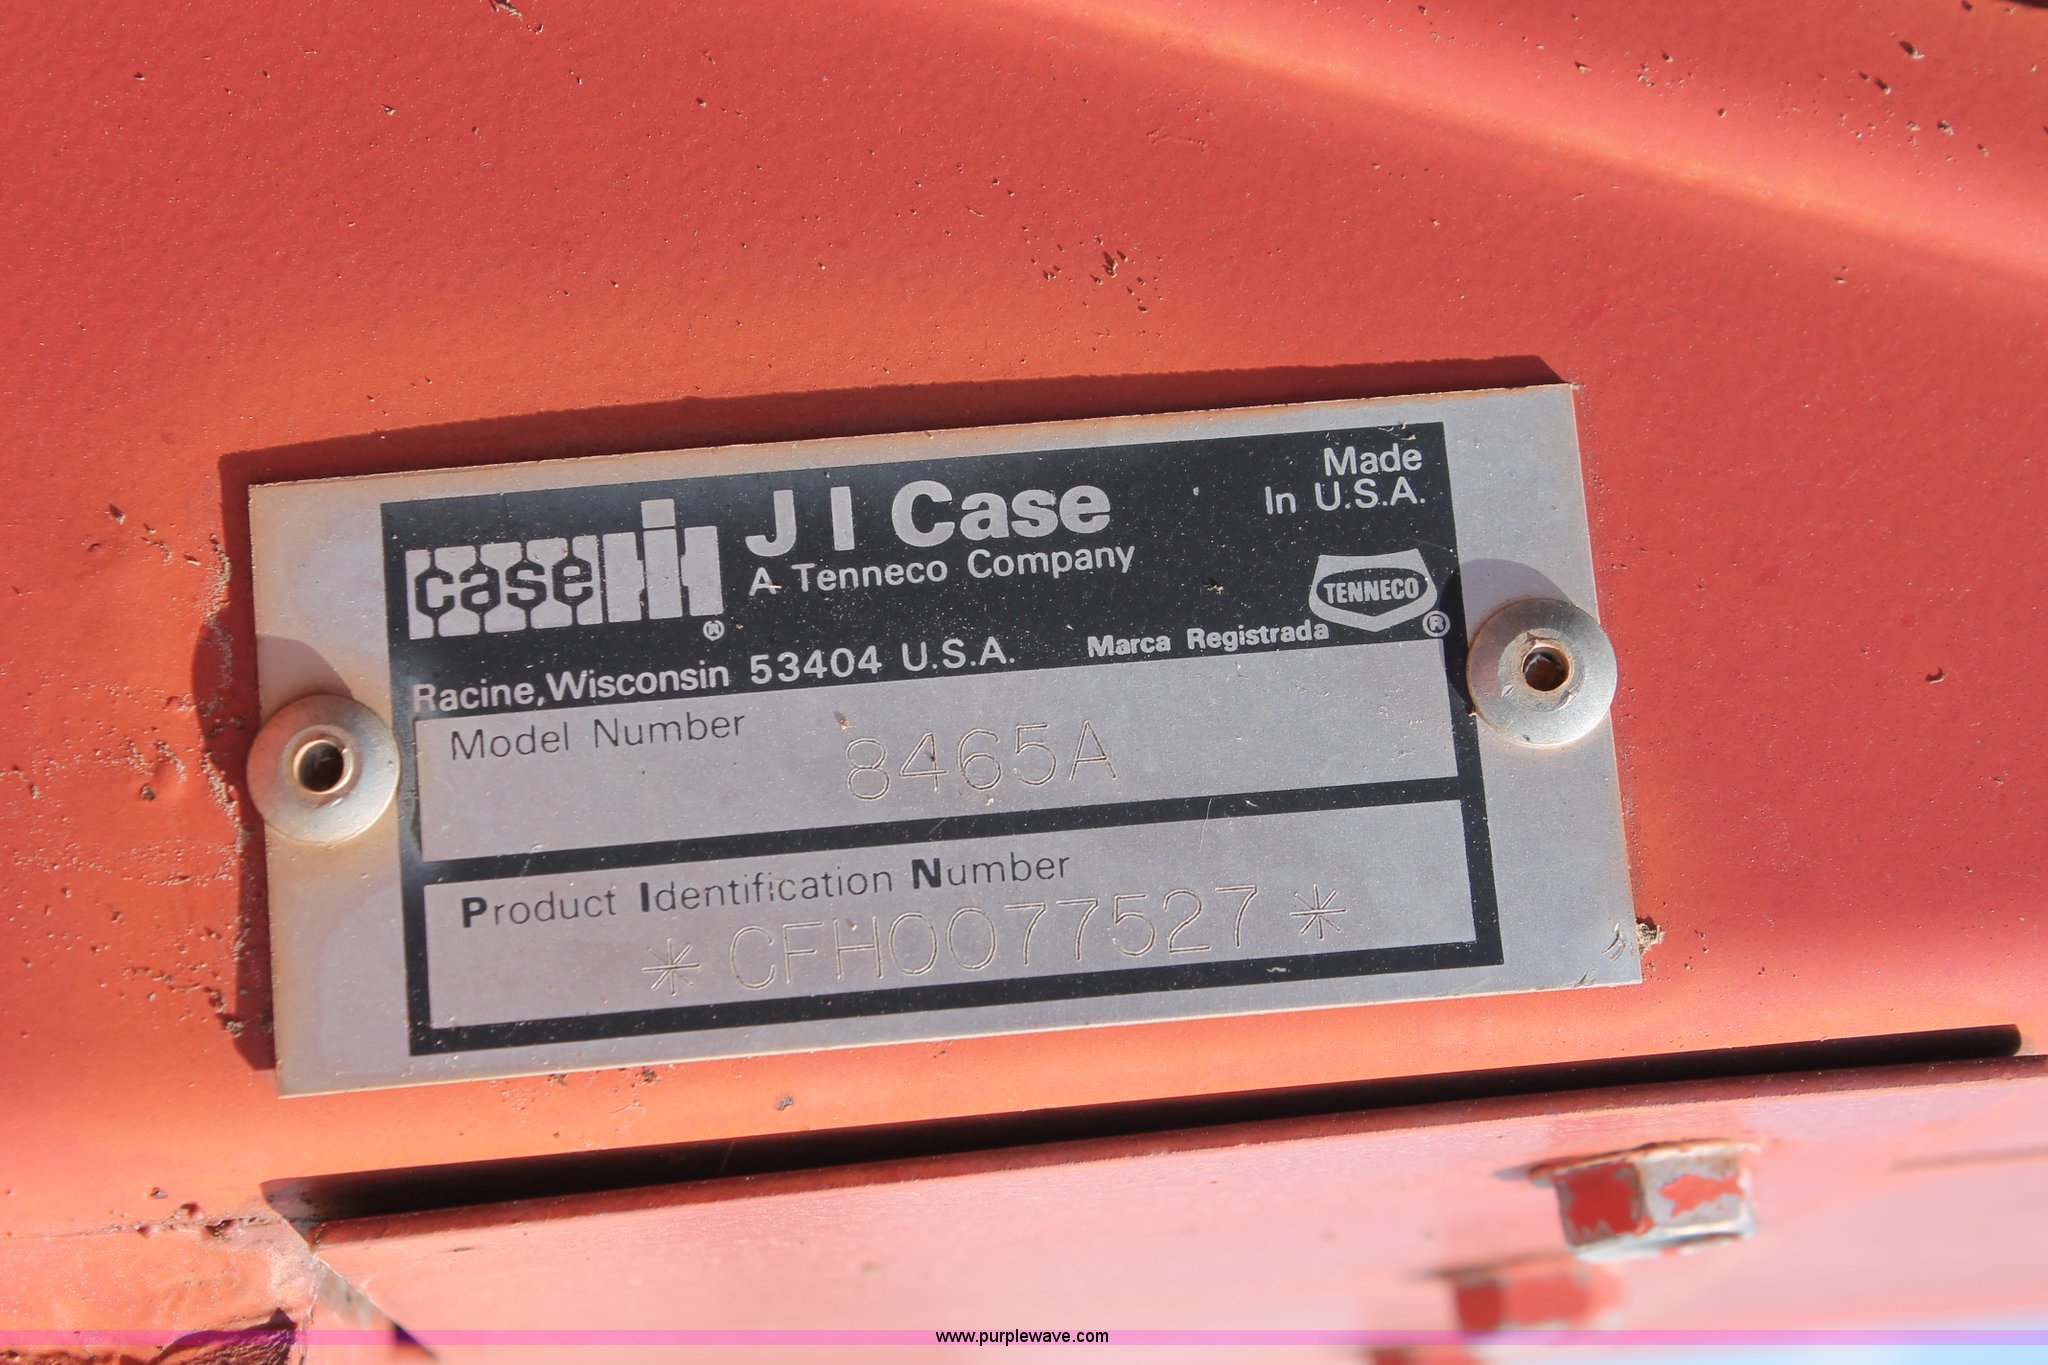 case IH ®
J I Case
A Tenneco Company
Made
In U.S.A.
TENNECO ®
Racine, Wisconsin 53404 U.S.A.
Marca Registrada
Model Number
8465A
Product Identification Number
* CFH0077527 *
www.purplewave.com